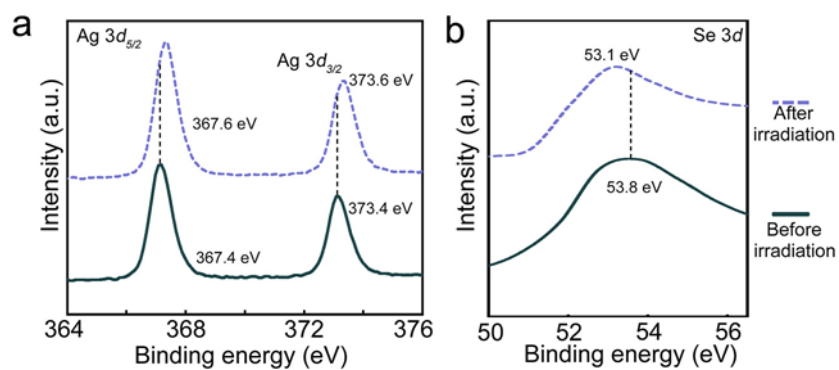 a
Ag 3d5/2
Ag 3d3/2
373.6 eV
367.6 eV
373.4 eV
367.4 eV
Intensity (a.u.)
364 368 372 376
Binding energy (eV)
b
Se 3d
53.1 eV
53.8 eV
Intensity (a.u.)
50 52 54 56
Binding energy (eV)
After
irradiation
Before
irradiation